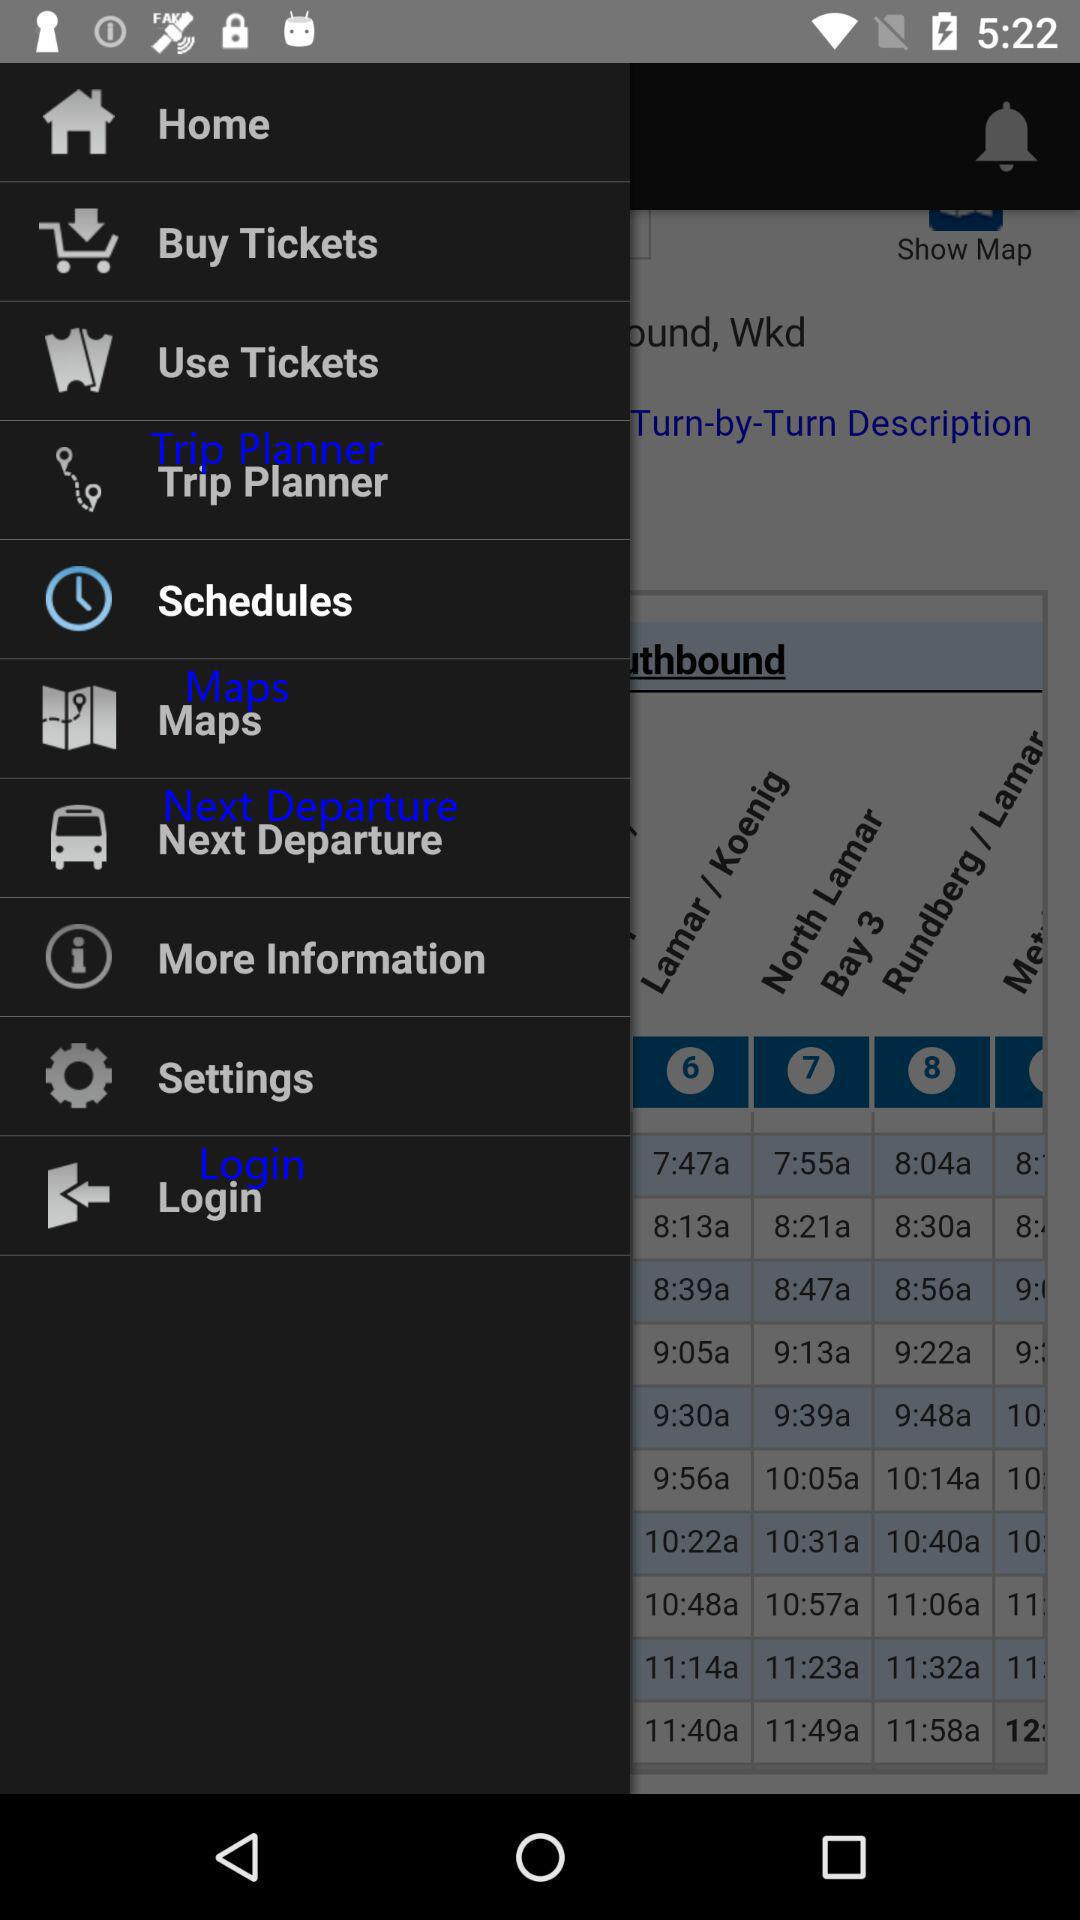 FAKE
5:22
Home
Buy Tickets
Use Tickets
Trip Planner
Trip Planner
Schedules
Maps
Maps
Next Departure
Next Departure
More Information
Settings
Login
Login
Show Map
, Wkd
Turn-by-Turn Description
Lamar / Koenig
North Lamar
Bay 3
Rundberg / Lamar
6 7 8
7:47a 7:55a 8:04a
8:13a 8:21a 8:30a
8:39a 8:47a 8:56a
9:05a 9:13a 9:22a
9:30a 9:39a 9:48a
9:56a 10:05a 10:14a
10:22a 10:31a 10:40a
10:48a 10:57a 11:06a
11:14a 11:23a 11:32a
11:40a 11:49a 11:58a